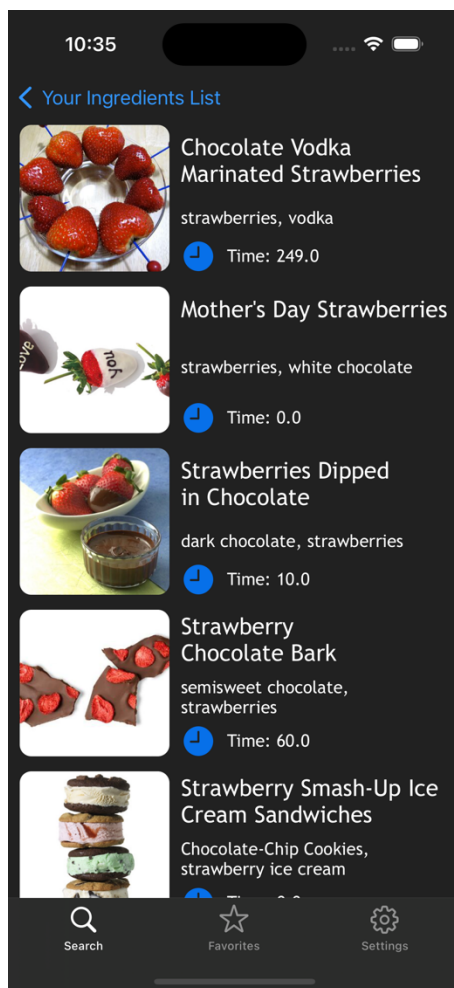 10:35
Your Ingredients List
Chocolate Vodka
Marinated Strawberries
strawberries, vodka
Time: 249.0
Mother's Day Strawberries
strawberries, white chocolate
Time: 0.0
Strawberries Dipped
in Chocolate
dark chocolate, strawberries
Time: 10.0
Strawberry
Chocolate Bark
semisweet chocolate,
strawberries
Time: 60.0
Strawberry Smash-Up Ice
Cream Sandwiches
Chocolate-Chip Cookies,
strawberry ice cream
Search
Favorites
Settings